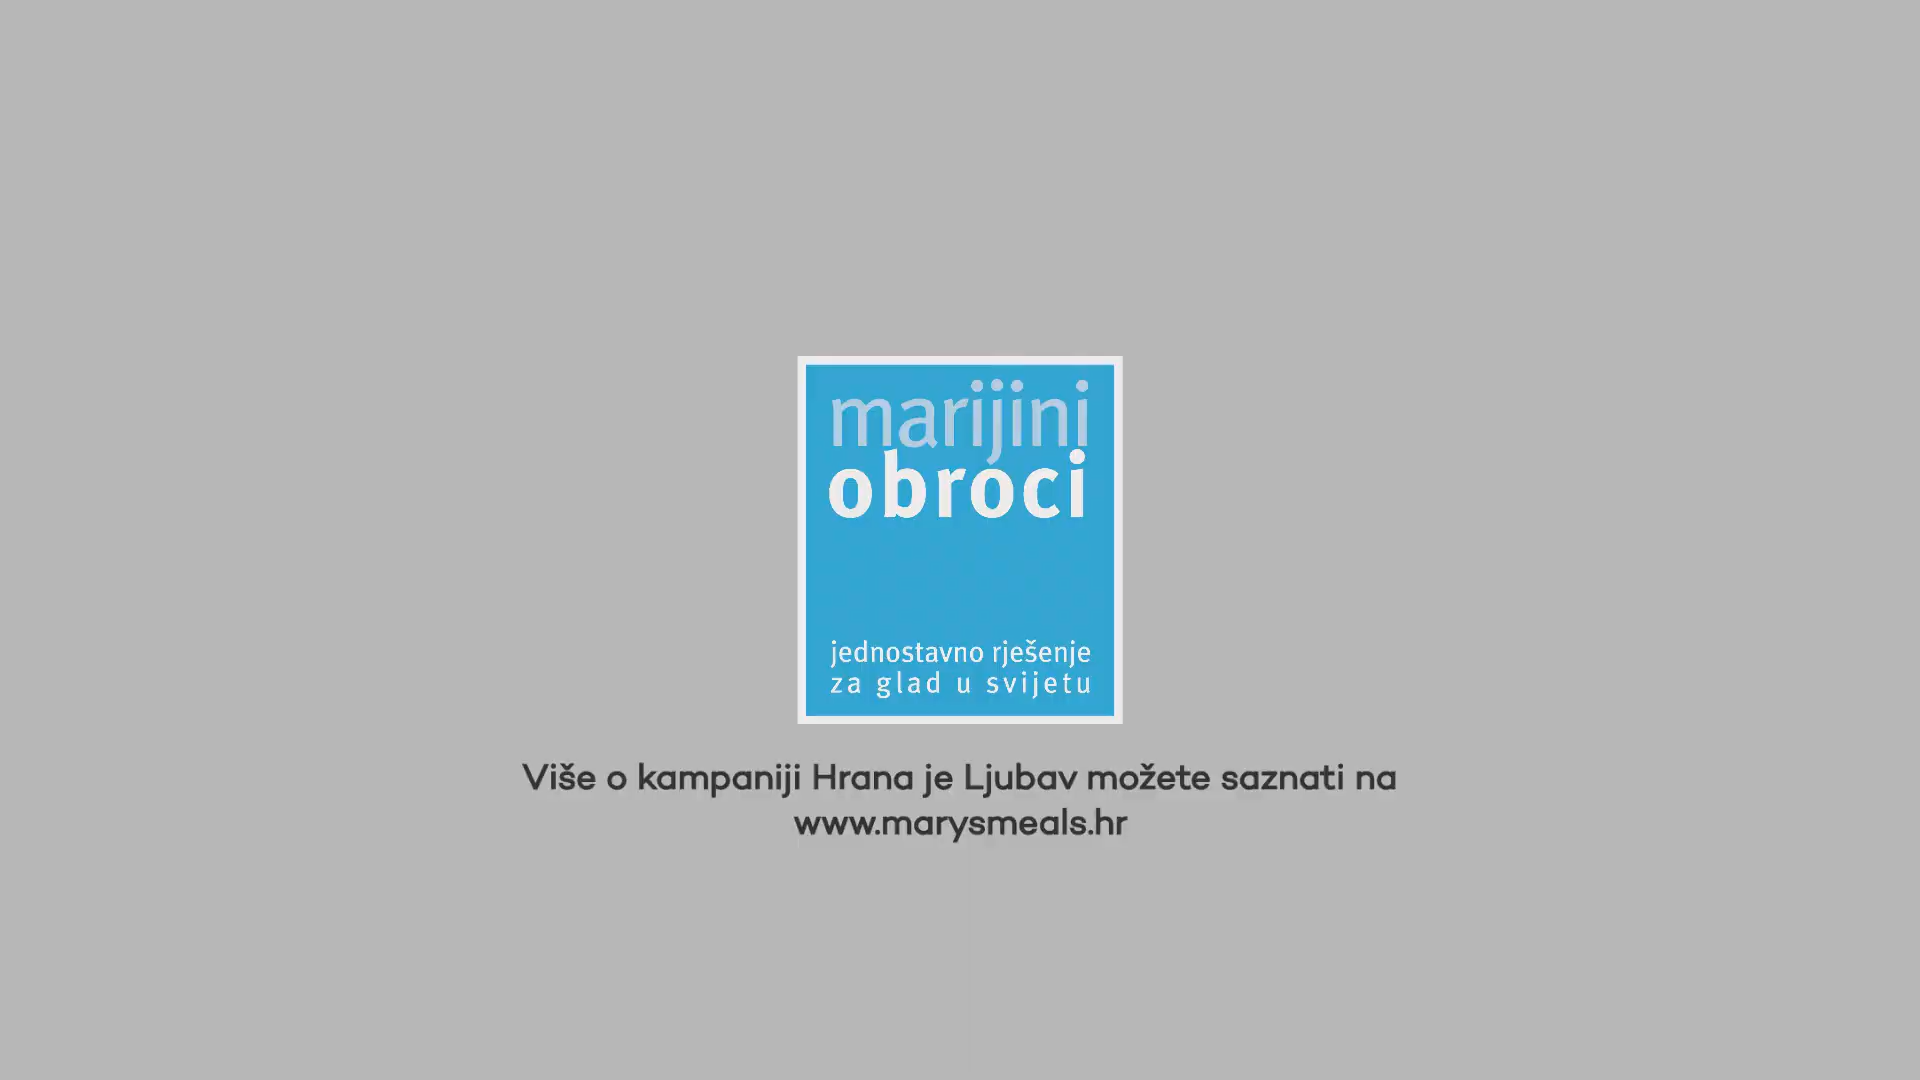 marijini
obroci
jednostavno rješenje
za glad u svijetu
Više o kampaniji Hrana je Ljubav možete saznati na
www.marysmeals.hr